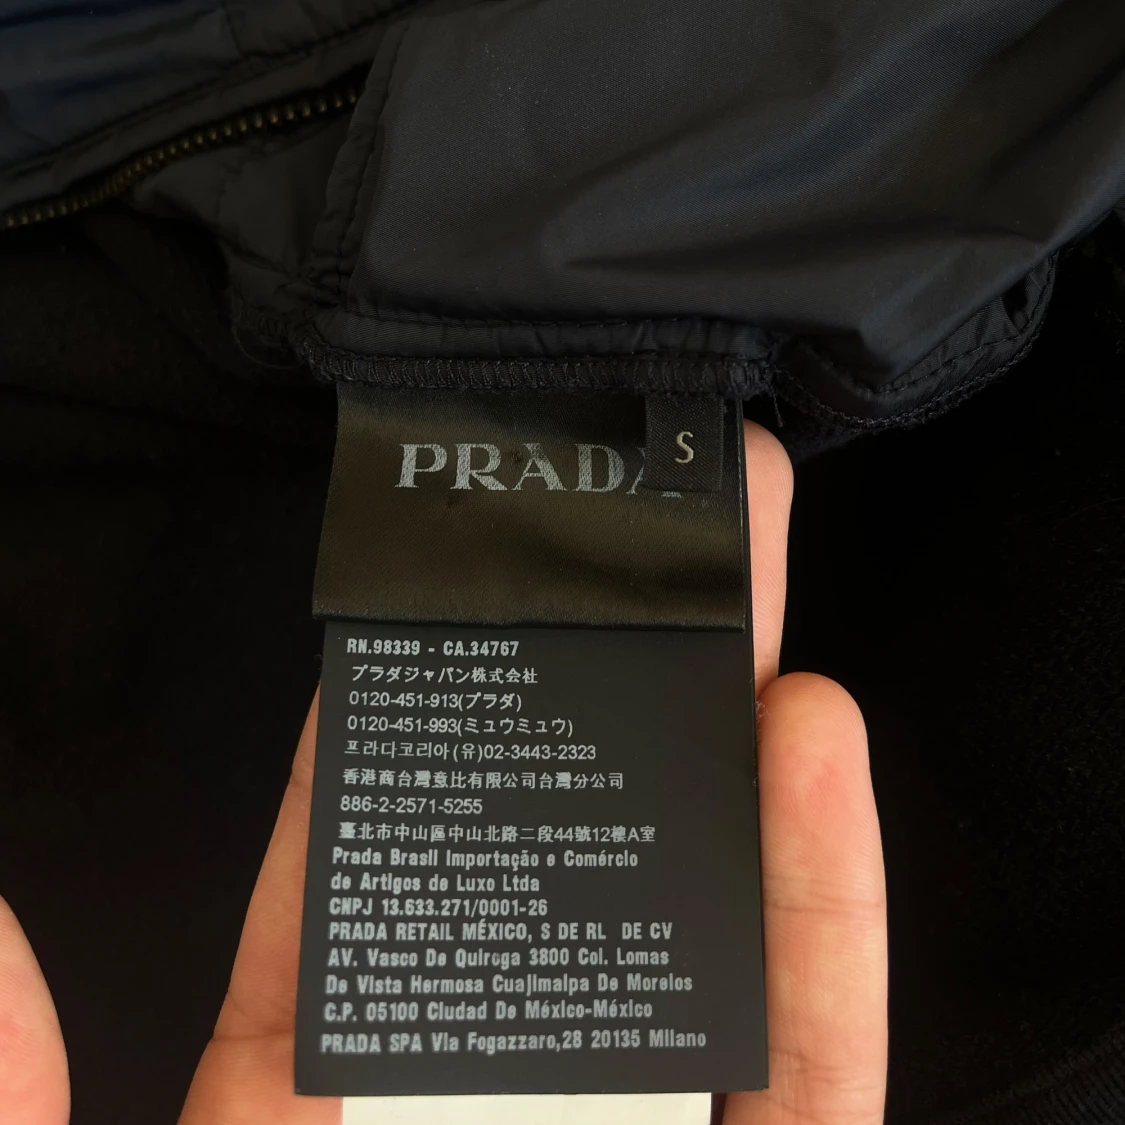 PRADA
S
RN.98339 - CA.34767
プラダジャパン株式会社
0120-451-913(プラダ)
0120-451-993(ミュウミュウ)
프라다코리아(유)02-3443-2323
香港商台灣意比有限公司台灣分公司
886-2-2571-5255
臺北市中山區中山北路二段44號12樓A室
Prada Brasil Importação e Comércio
de Artigos de Luxo Ltda
CNPJ 13.633.271/0001-26
PRADA RETAIL MÉXICO, S DE RL DE CV
AV. Vasco De Quiroga 3800 Col. Lomas
De Vista Hermosa Cuajimalpa De Morelos
C.P. 05100 Ciudad De México-México
PRADA SPA Via Fogazzaro,28 20135 Milano